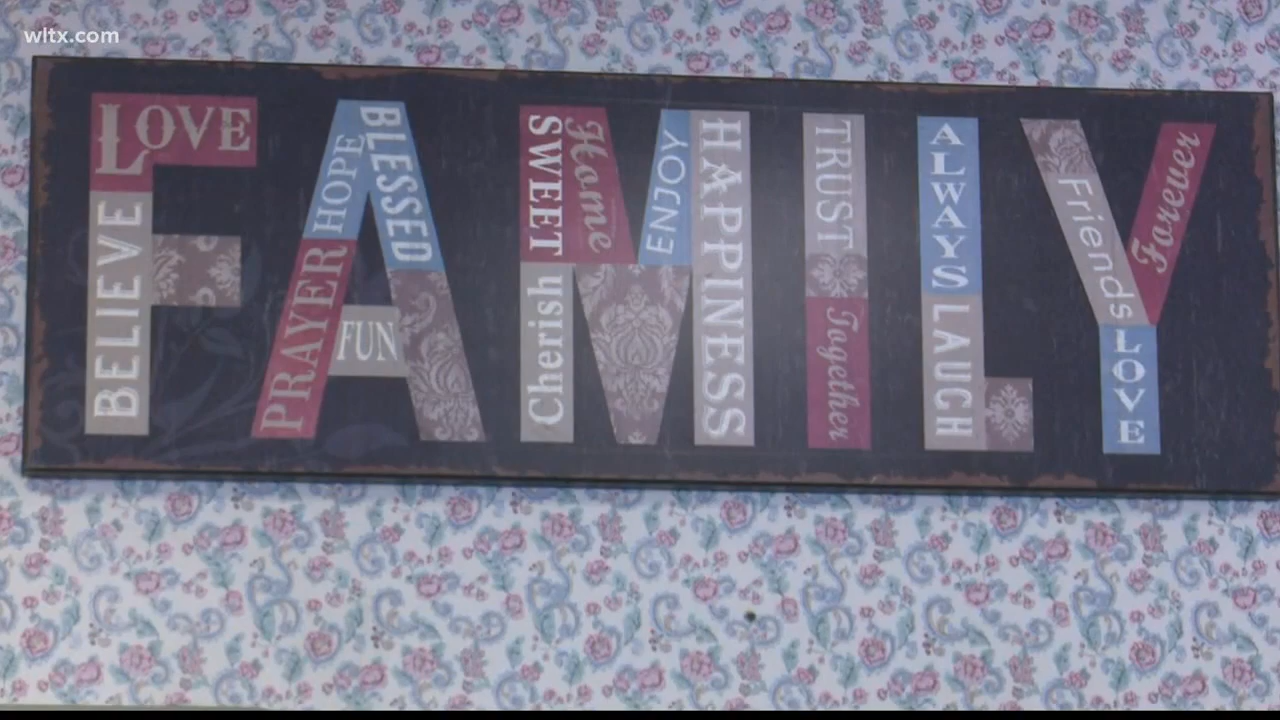 wltx.com
LOVE
BELIEVE
HOPE
BLESSED
PRAYER
FUN
SWEET
Home
ENJOY
Cherish
HAPPINESS
TRUST
Together
ALWAYS
LAUGH
Friends
Forever
LOVE